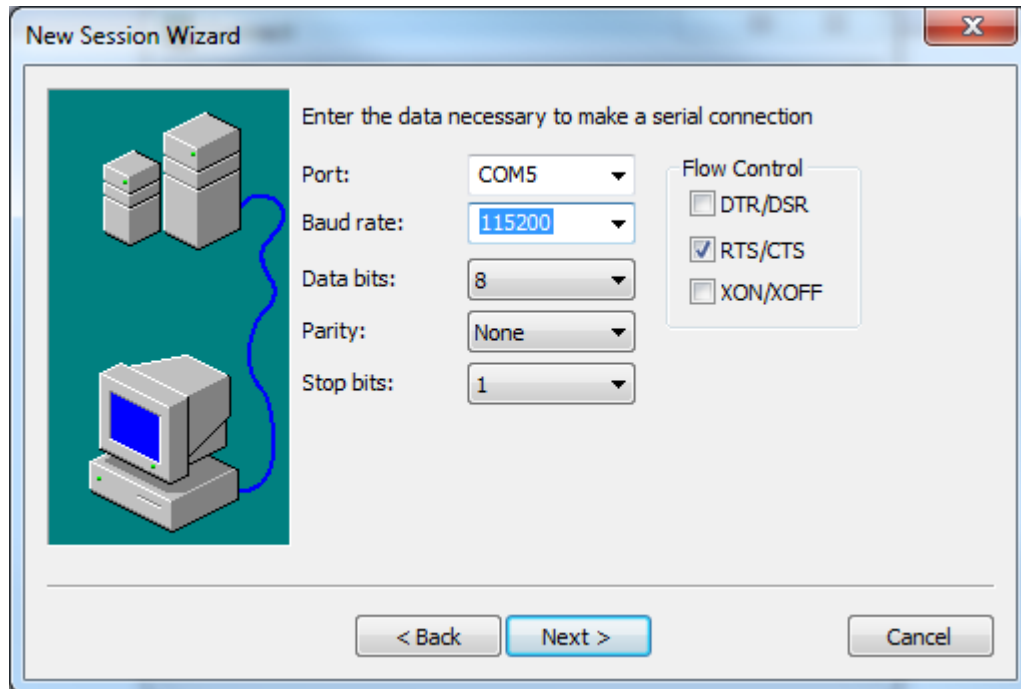 New Session Wizard
Enter the data necessary to make a serial connection
Port: COM5
Baud rate: 115200
Data bits: 8
Parity: None
Stop bits: 1
Flow Control
DTR/DSR
RTS/CTS
XON/XOFF
< Back Next > Cancel